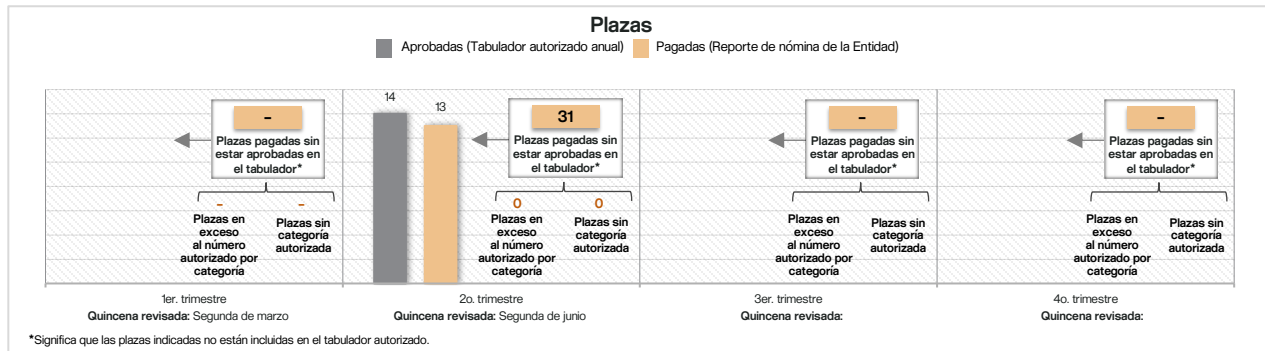 Plazas
Aprobadas (Tabulador autorizado anual) Pagadas (Reporte de nómina de la Entidad)
–
Plazas pagadas sin
estar aprobadas en
el tabulador*
– –
Plazas en
exceso
al número
autorizado por
categoría
Plazas sin
categoría
autorizada
1er. trimestre
Quincena revisada: Segunda de marzo
14
13
31
Plazas pagadas sin
estar aprobadas en
el tabulador*
0 0
Plazas en
exceso
al número
autorizado por
categoría
Plazas sin
categoría
autorizada
2o. trimestre
Quincena revisada: Segunda de junio
–
Plazas pagadas sin
estar aprobadas en
el tabulador*
Plazas en
exceso
al número
autorizado por
categoría
Plazas sin
categoría
autorizada
3er. trimestre
Quincena revisada:
–
Plazas pagadas sin
estar aprobadas en
el tabulador*
Plazas en
exceso
al número
autorizado por
categoría
Plazas sin
categoría
autorizada
4o. trimestre
Quincena revisada:
*Significa que las plazas indicadas no están incluidas en el tabulador autorizado.